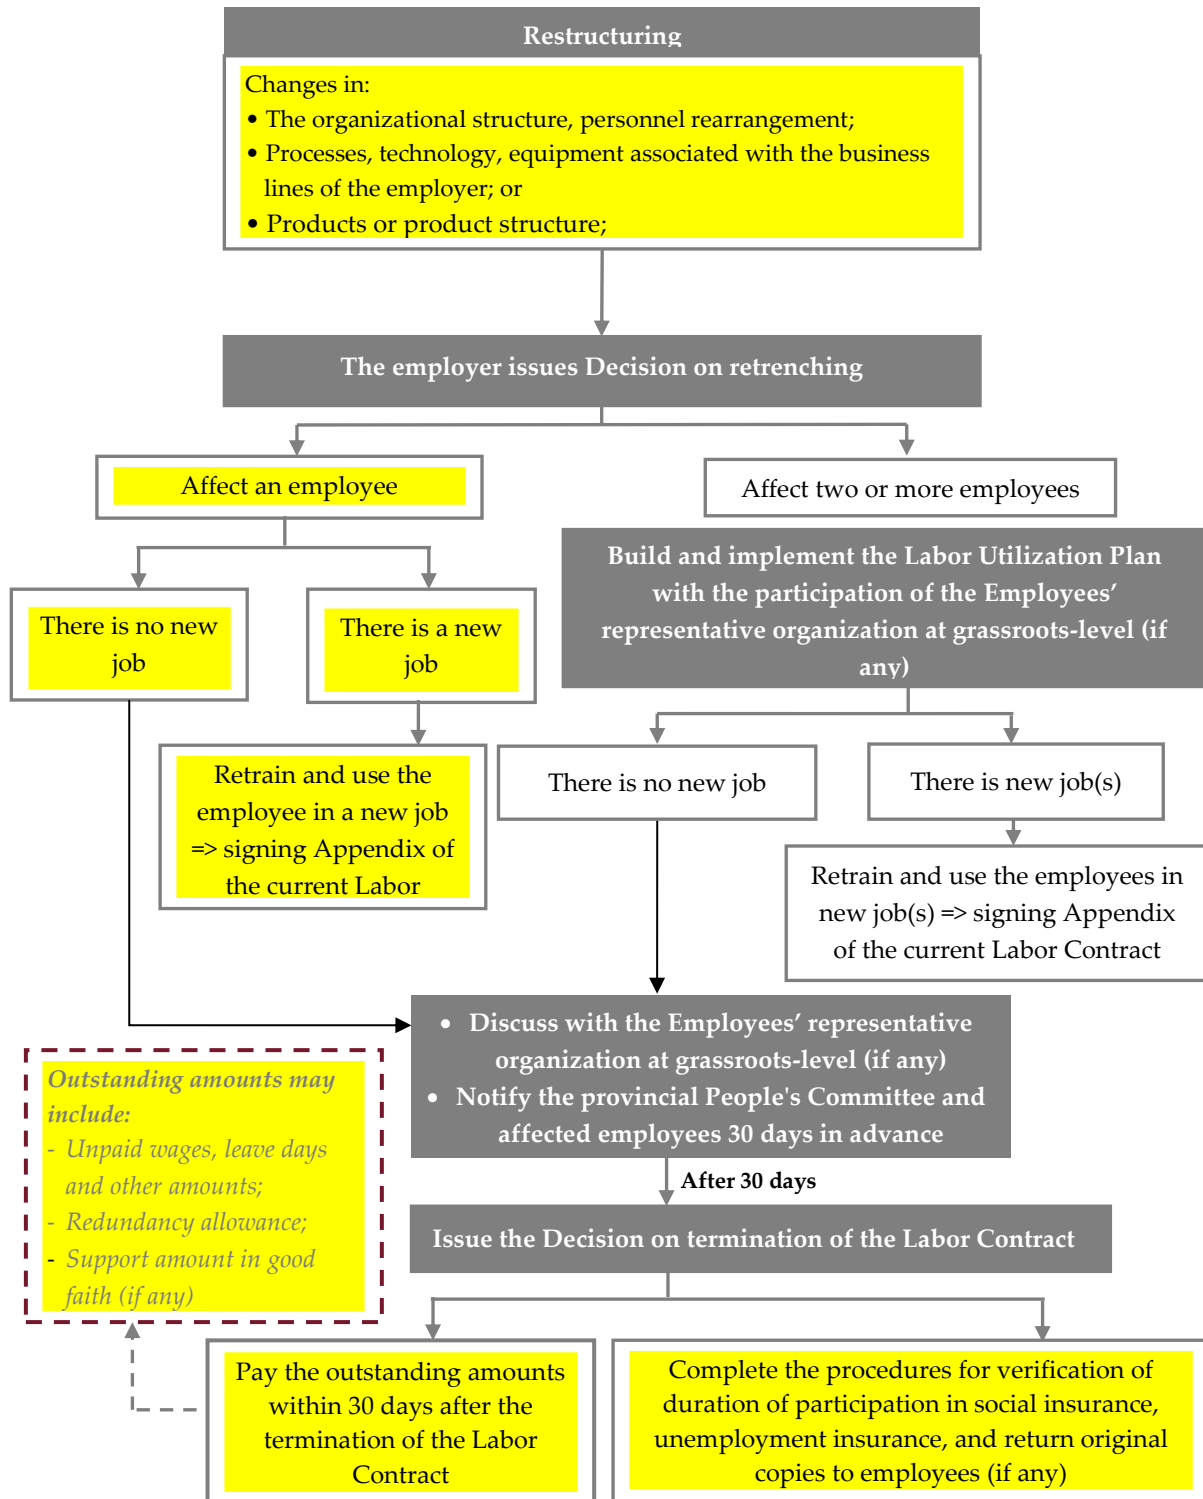 Restructuring
Changes in:
• The organizational structure, personnel rearrangement;
• Processes, technology, equipment associated with the business
lines of the employer; or
• Products or product structure;
The employer issues Decision on retrenching
Affect an employee
Affect two or more employees
Build and implement the Labor Utilization Plan
with the participation of the Employees’
representative organization at grassroots-level (if
any)
There is no new
job
There is a new
job
Retrain and use the
employee in a new job
=> signing Appendix of
the current Labor
There is no new job
There is new job(s)
Retrain and use the employees in
new job(s) => signing Appendix
of the current Labor Contract
• Discuss with the Employees’ representative
organization at grassroots-level (if any)
• Notify the provincial People's Committee and
affected employees 30 days in advance
Outstanding amounts may
include:
- Unpaid wages, leave days
and other amounts;
- Redundancy allowance;
- Support amount in good
faith (if any)
After 30 days
Issue the Decision on termination of the Labor Contract
Pay the outstanding amounts
within 30 days after the
termination of the Labor
Contract
Complete the procedures for verification of
duration of participation in social insurance,
unemployment insurance, and return original
copies to employees (if any)